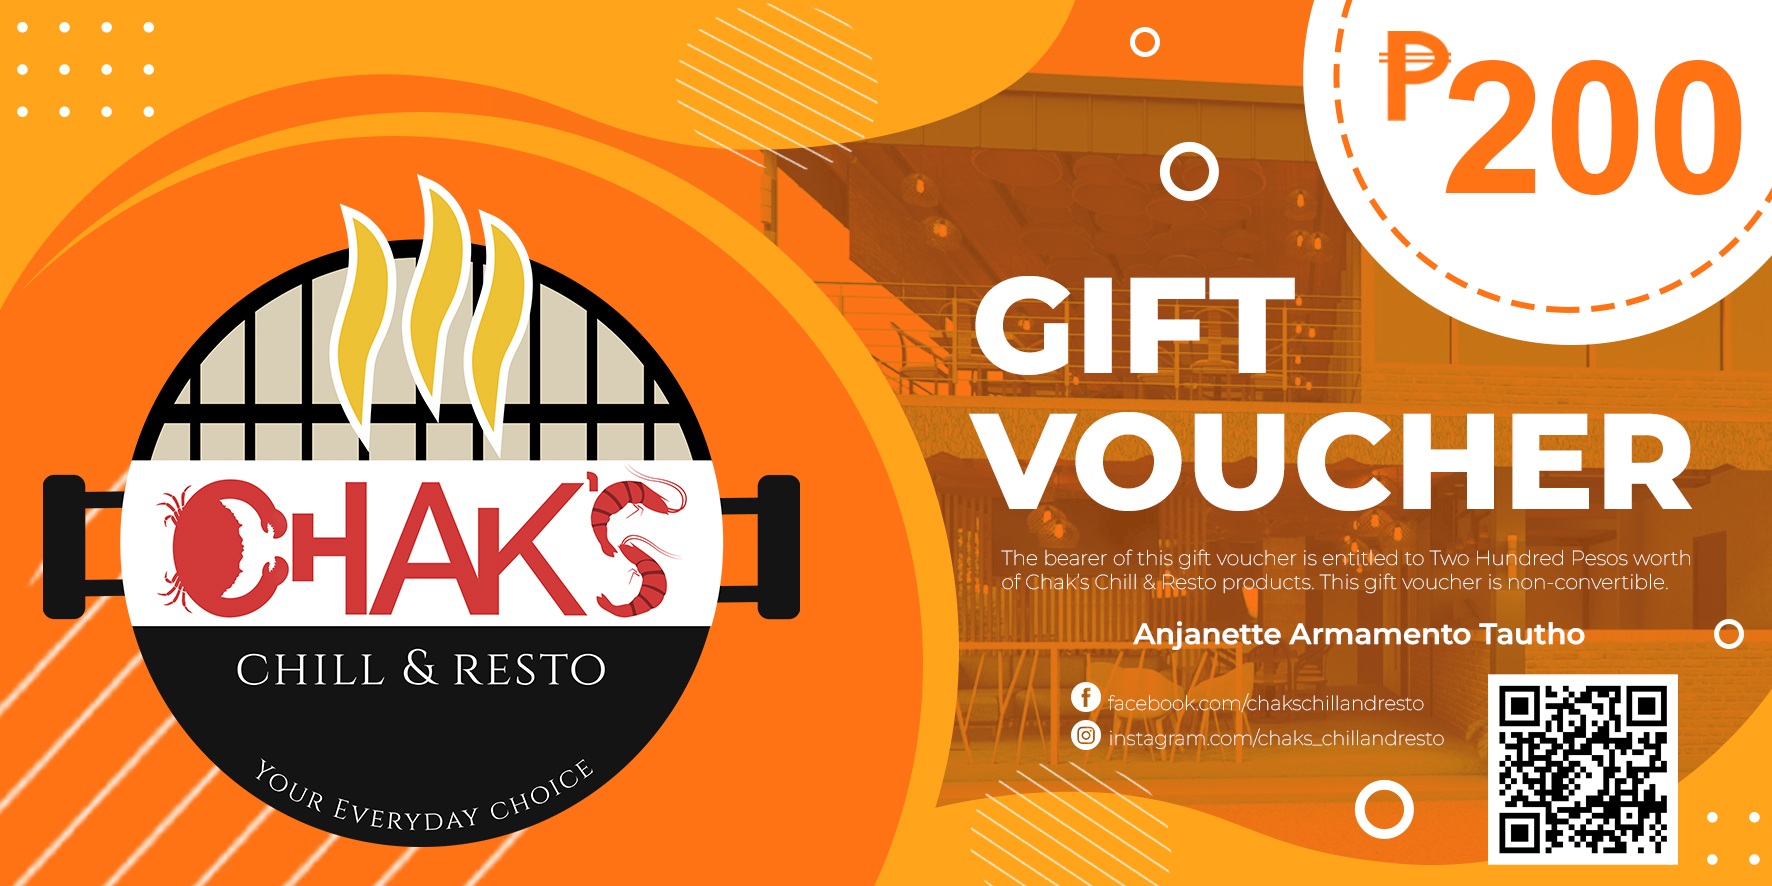 ₱200
CHAK'S
CHILL & RESTO
YOUR EVERYDAY CHOICE
GIFT
VOUCHER
The bearer of this gift voucher is entitled to Two Hundred Pesos worth
of Chak's Chill & Resto products. This gift voucher is non-convertible.
Anjanette Armamento Tautho
facebook.com/chakschillandresto
instagram.com/chaks_chillandresto